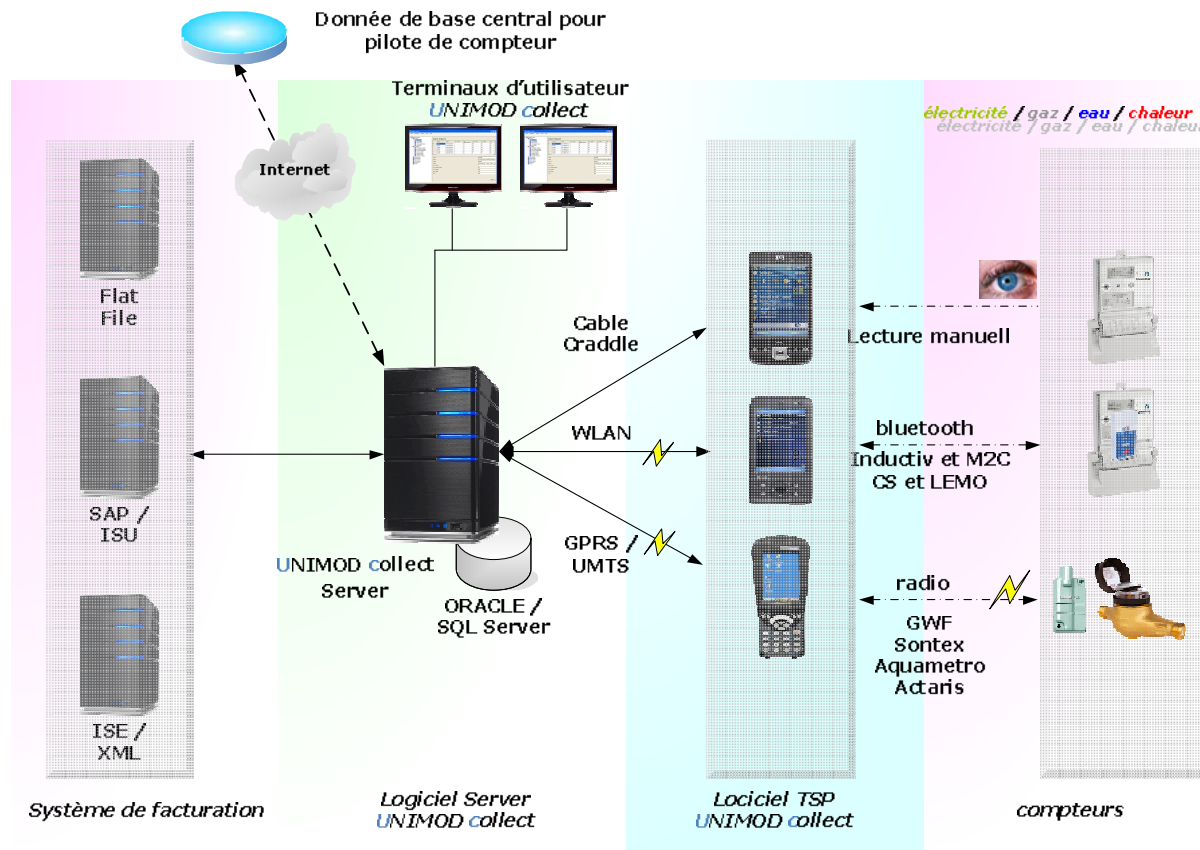 Donnée de base central pour
pilote de compteur
Terminaux d'utilisateur
UNIMOD collect
électricité / gaz / eau / chaleur
électricite / gaz / eau / chaleur
Internet
Flat
File
SAP /
ISU
ISE /
XML
Cable
Craddle
WLAN
GPRS /
UMTS
UNIMOD collect
Server
ORACLE /
SQL Server
Lecture manuell
bluetooth
Inductiv et M2C
CS et LEMO
radio
GWF
Sontex
Aquametro
Actaris
Système de facturation
Logiciel Server
UNIMOD collect
Lociciel TSP
UNIMOD collect
compteurs